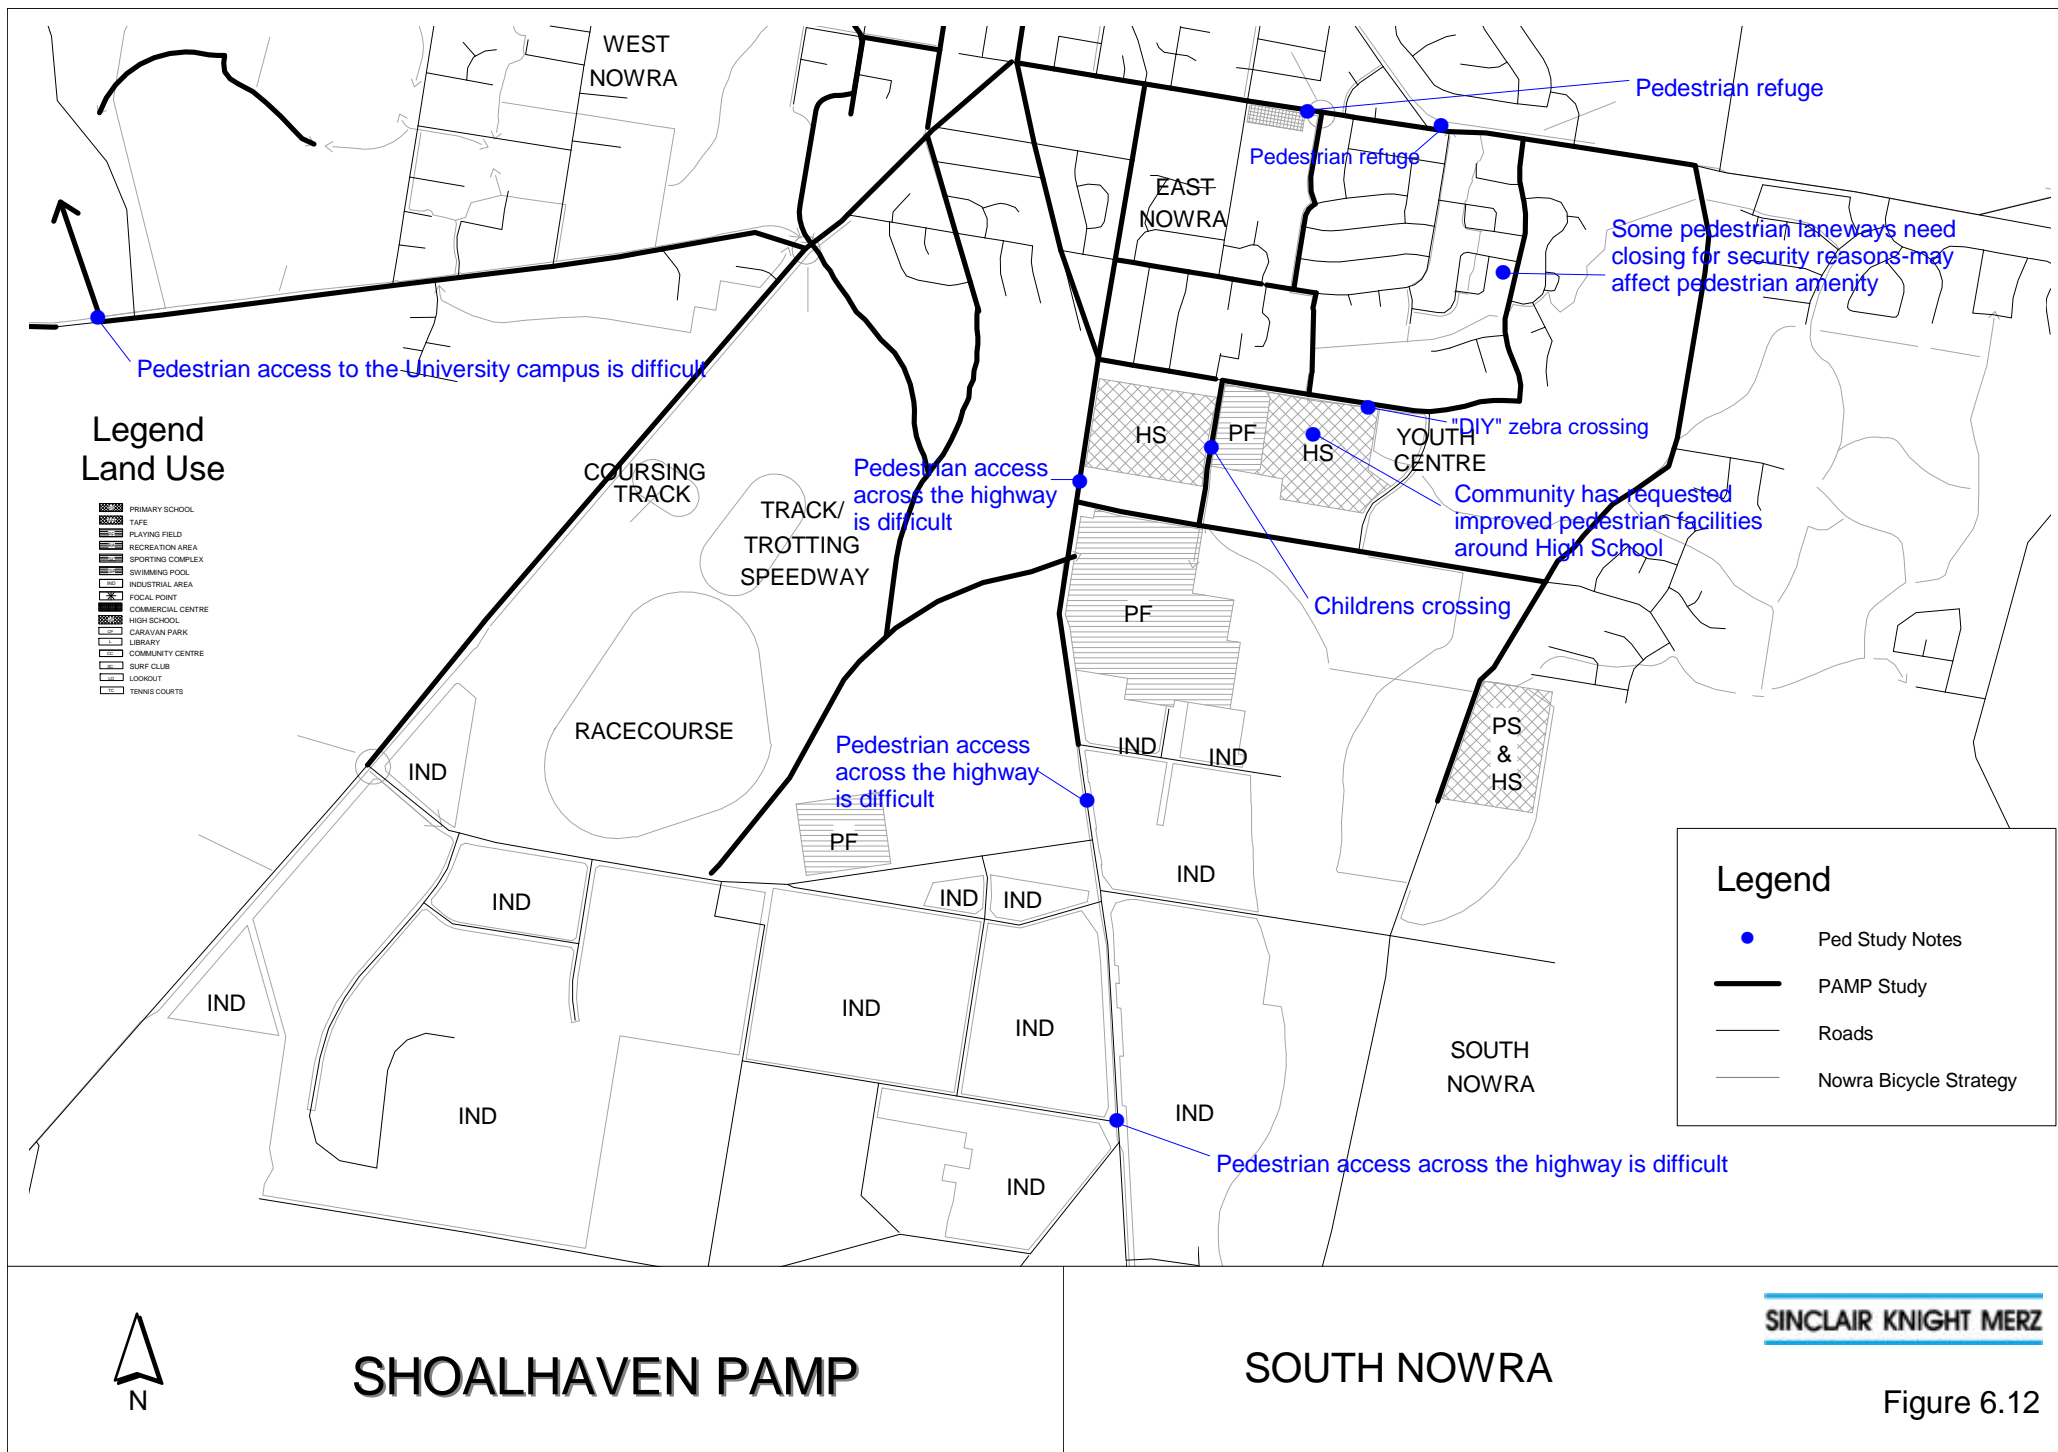 WEST
NOWRA
Pedestrian refuge
Pedestrian refuge
EAST
NOWRA
Some pedestrian laneways need
closing for security reasons-may
affect pedestrian amenity
Pedestrian access to the University campus is difficult
Legend
Land Use
PRIMARY SCHOOL
TAFE
PLAYING FIELD
RECREATION AREA
SPORTING COMPLEX
SWIMMING POOL
IND INDUSTRIAL AREA
FOCAL POINT
COMMERCIAL CENTRE
HIGH SCHOOL
CP CARAVAN PARK
L LIBRARY
CC COMMUNITY CENTRE
SC SURF CLUB
LO LOOKOUT
TC TENNIS COURTS
HS
PF
HS
"DIY" zebra crossing
YOUTH
CENTRE
COURSING
TRACK
TRACK/
TROTTING
SPEEDWAY
Pedestrian access
across the highway
is difficult
Community has requested
improved pedestrian facilities
around High School
Childrens crossing
PF
RACECOURSE
IND
Pedestrian access
across the highway
is difficult
IND
IND
PS
&
HS
PF
IND
IND
IND
IND
IND
IND
IND
IND
IND
IND
SOUTH
NOWRA
Pedestrian access across the highway is difficult
IND
Legend
Ped Study Notes
PAMP Study
Roads
Nowra Bicycle Strategy
N
SHOALHAVEN PAMP
SOUTH NOWRA
SINCLAIR KNIGHT MERZ
Figure 6.12